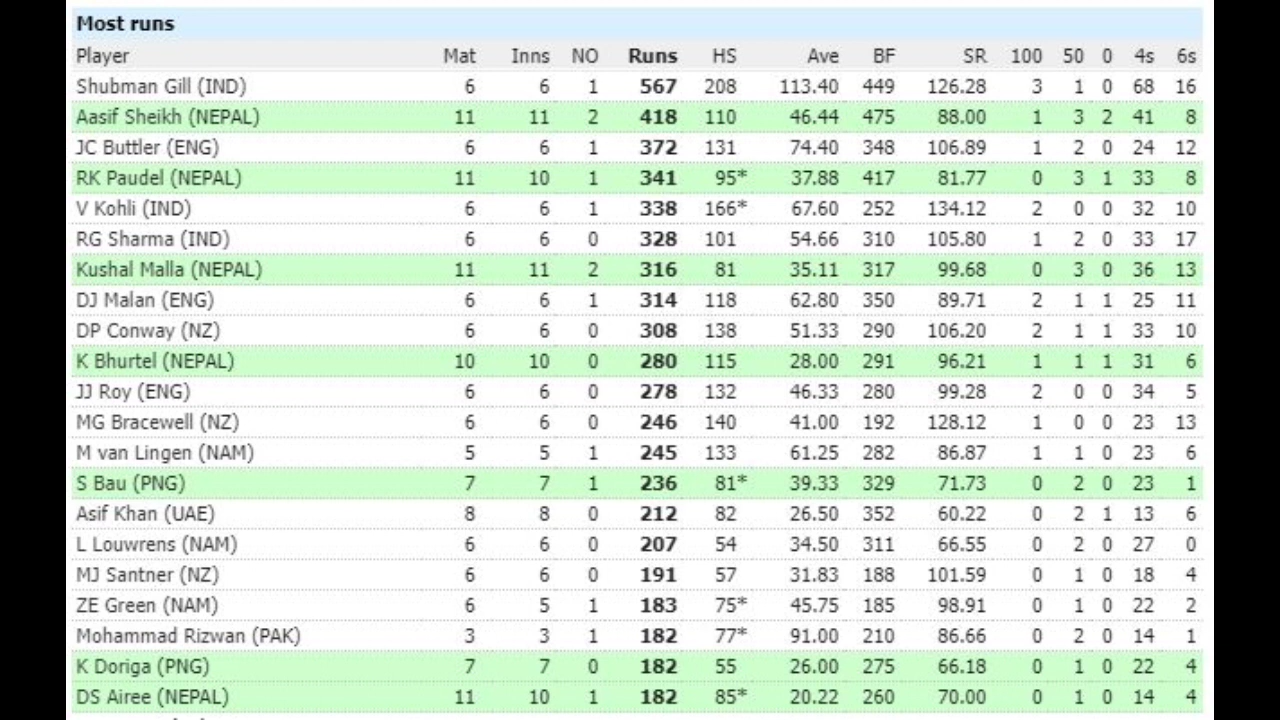 Most runs
Player Mat Inns NO Runs HS Ave BF SR 100 50 0 4s 6s
Shubman Gill (IND) 6 6 1 567 208 113.40 449 126.28 3 1 0 68 16
Aasif Sheikh (NEPAL) 11 11 2 418 110 46.44 475 88.00 1 3 2 41 8
JC Buttler (ENG) 6 6 1 372 131 74.40 348 106.89 1 2 0 24 12
RK Paudel (NEPAL) 11 10 1 341 95* 37.88 417 81.77 0 3 1 33 8
V Kohli (IND) 6 6 1 338 166* 67.60 252 134.12 2 0 0 32 10
RG Sharma (IND) 6 6 0 328 101 54.66 310 105.80 1 2 0 33 17
Kushal Malla (NEPAL) 11 11 2 316 81 35.11 317 99.68 0 3 0 36 13
DJ Malan (ENG) 6 6 1 314 118 62.80 350 89.71 2 1 1 25 11
DP Conway (NZ) 6 6 0 308 138 51.33 290 106.20 2 1 1 33 10
K Bhurtel (NEPAL) 10 10 0 280 115 28.00 291 96.21 1 1 1 31 6
JJ Roy (ENG) 6 6 0 278 132 46.33 280 99.28 2 0 0 34 5
MG Bracewell (NZ) 6 6 0 246 140 41.00 192 128.12 1 0 0 23 13
M van Lingen (NAM) 5 5 1 245 133 61.25 282 86.87 1 1 0 23 6
S Bau (PNG) 7 7 1 236 81* 39.33 329 71.73 0 2 0 23 1
Asif Khan (UAE) 8 8 0 212 82 26.50 352 60.22 0 2 1 13 6
L Louwrens (NAM) 6 6 0 207 54 34.50 311 66.55 0 2 0 27 0
MJ Santner (NZ) 6 6 0 191 57 31.83 188 101.59 0 1 0 18 4
ZE Green (NAM) 6 5 1 183 75* 45.75 185 98.91 0 1 0 22 2
Mohammad Rizwan (PAK) 3 3 1 182 77* 91.00 210 86.66 0 2 0 14 1
K Doriga (PNG) 7 7 0 182 55 26.00 275 66.18 0 1 0 22 4
DS Airee (NEPAL) 11 10 1 182 85* 20.22 260 70.00 0 1 0 14 4